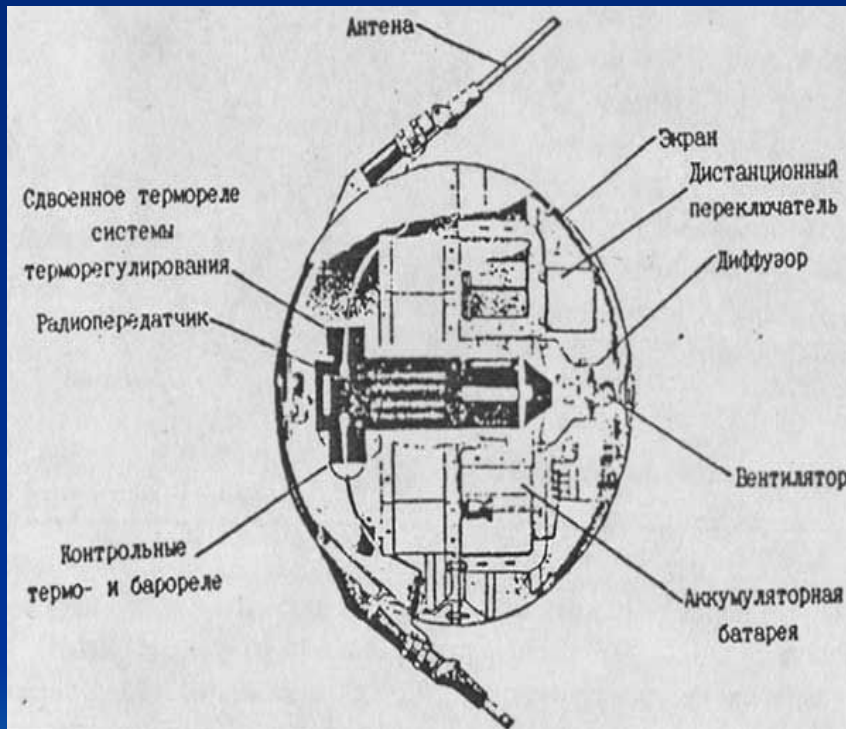 Антена
Экран
Дистанционный
переключатель
Диффузор
Сдвоенное термореле
системы
терморегулирования
Радиопередатчик
Вентилятор
Контрольные
термо- и барореле
Аккумуляторная
батарея